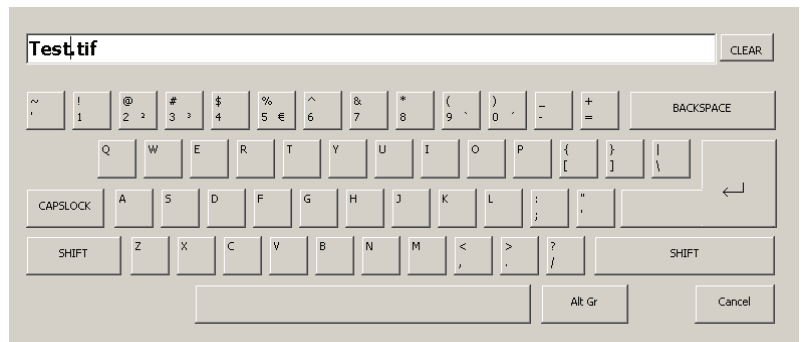 Test.tif CLEAR
~ ! @ # $ % ^ & * ( ) _ + BACKSPACE
' 1 2 ² 3 ³ 4 5 € 6 7 8 9 ` 0 ´ - =
Q W E R T Y U I O P { } |
[ ] \
CAPSLOCK A S D F G H J K L : "
; '
SHIFT Z X C V B N M < > ? SHIFT
, . /
Alt Gr Cancel